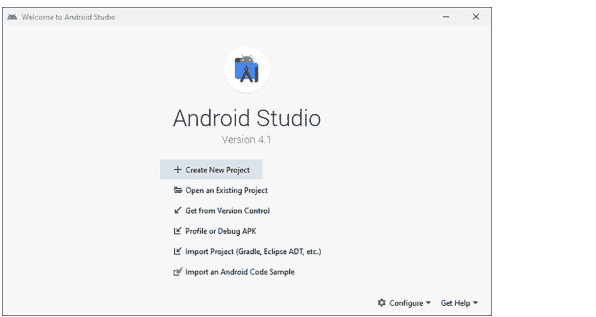 Welcome to Android Studio
Android Studio
Version 4.1
Create New Project
Open an Existing Project
Get from Version Control
Profile or Debug APK
Import Project (Gradle, Eclipse ADT, etc.)
Import an Android Code Sample
Configure Get Help